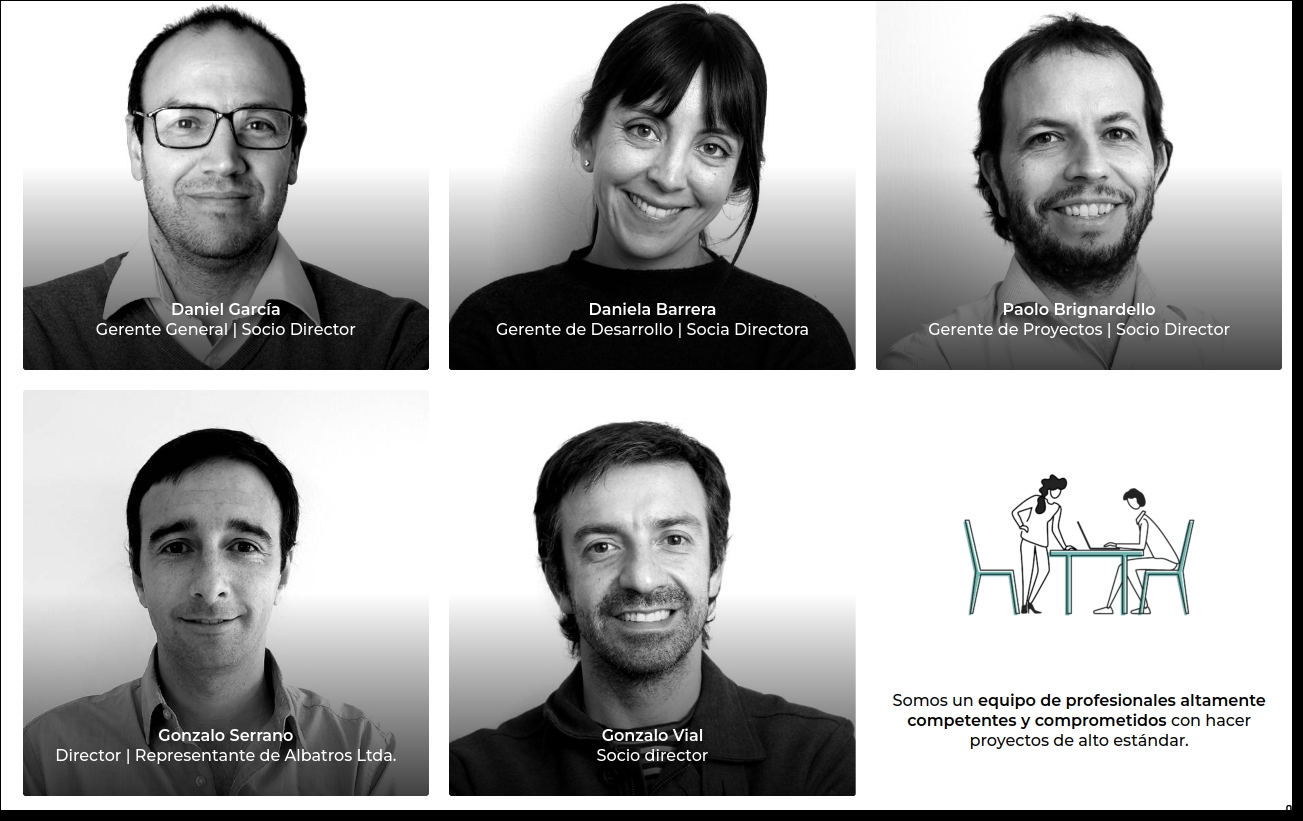 Daniel García
Gerente General | Socio Director
Daniela Barrera
Gerente de Desarrollo | Socia Directora
Paolo Brignardello
Gerente de Proyectos | Socio Director
Gonzalo Serrano
Director | Representante de Albatros Ltda.
Gonzalo Vial
Socio director
Somos un equipo de profesionales altamente
competentes y comprometidos con hacer
proyectos de alto estándar.